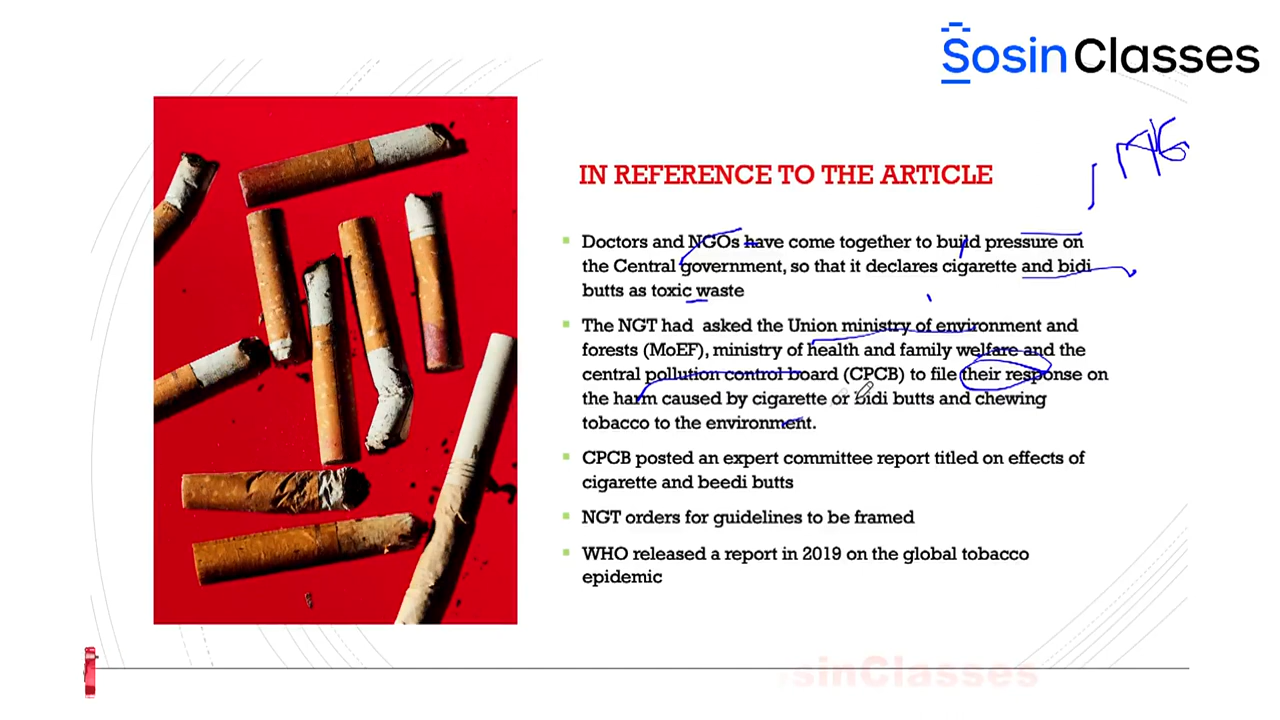 Sosin Classes
IN REFERENCE TO THE ARTICLE
Doctors and NGOs have come together to build pressure on
the Central government, so that it declares cigarette and bidi
butts as toxic waste
The NGT had asked the Union ministry of environment and
forests (MoEF), ministry of health and family welfare and the
central pollution control board (CPCB) to file their response on
the harm caused by cigarette or bidi butts and chewing
tobacco to the environment.
CPCB posted an expert committee report titled on effects of
cigarette and beedi butts
NGT orders for guidelines to be framed
WHO released a report in 2019 on the global tobacco
epidemic
sinClasses